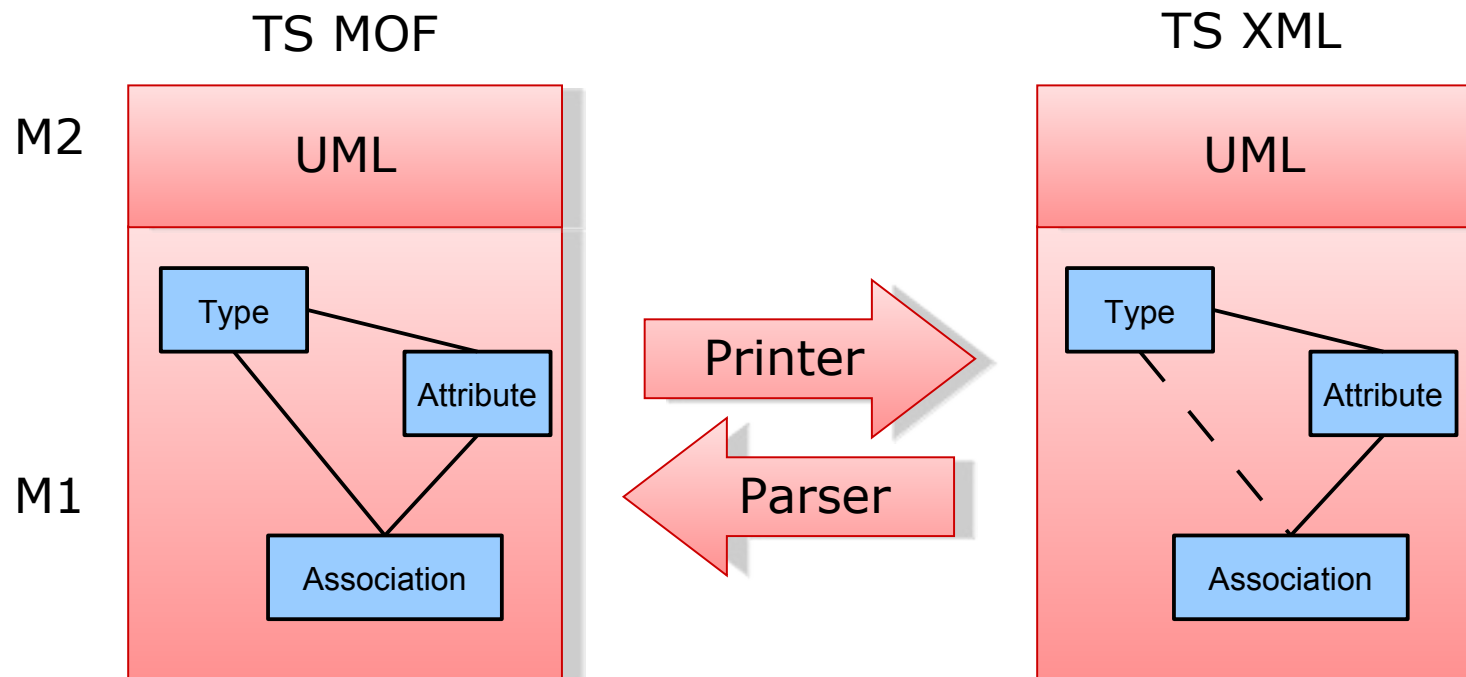 TS MOF
TS XML
M2
UML
UML
Type
Type
Attribute
Attribute
Printer
Parser
M1
Association
Association